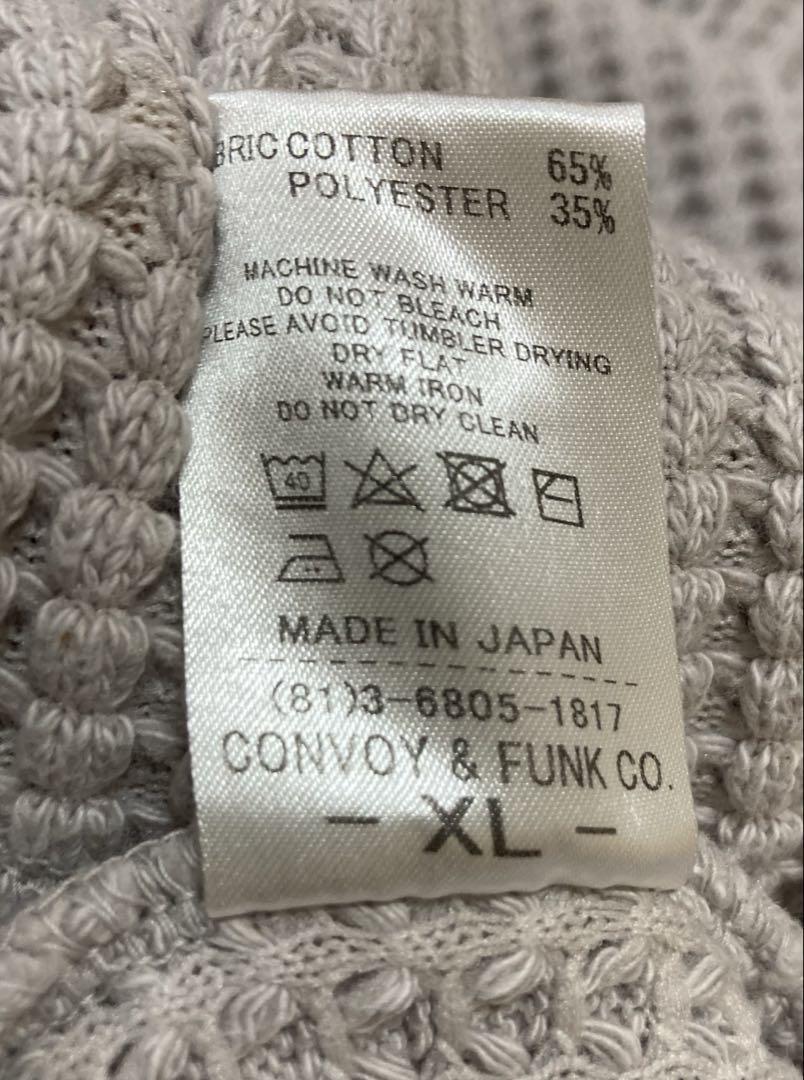 BRIC COTTON 65%
POLYESTER 35%
MACHINE WASH WARM
DO NOT BLEACH
PLEASE AVOID TUMBLER DRYING
DRY FLAT
WARM IRON
DO NOT DRY CLEAN
40
MADE IN JAPAN
(81)3-6805-1817
CONVOY & FUNK CO.
- XL -